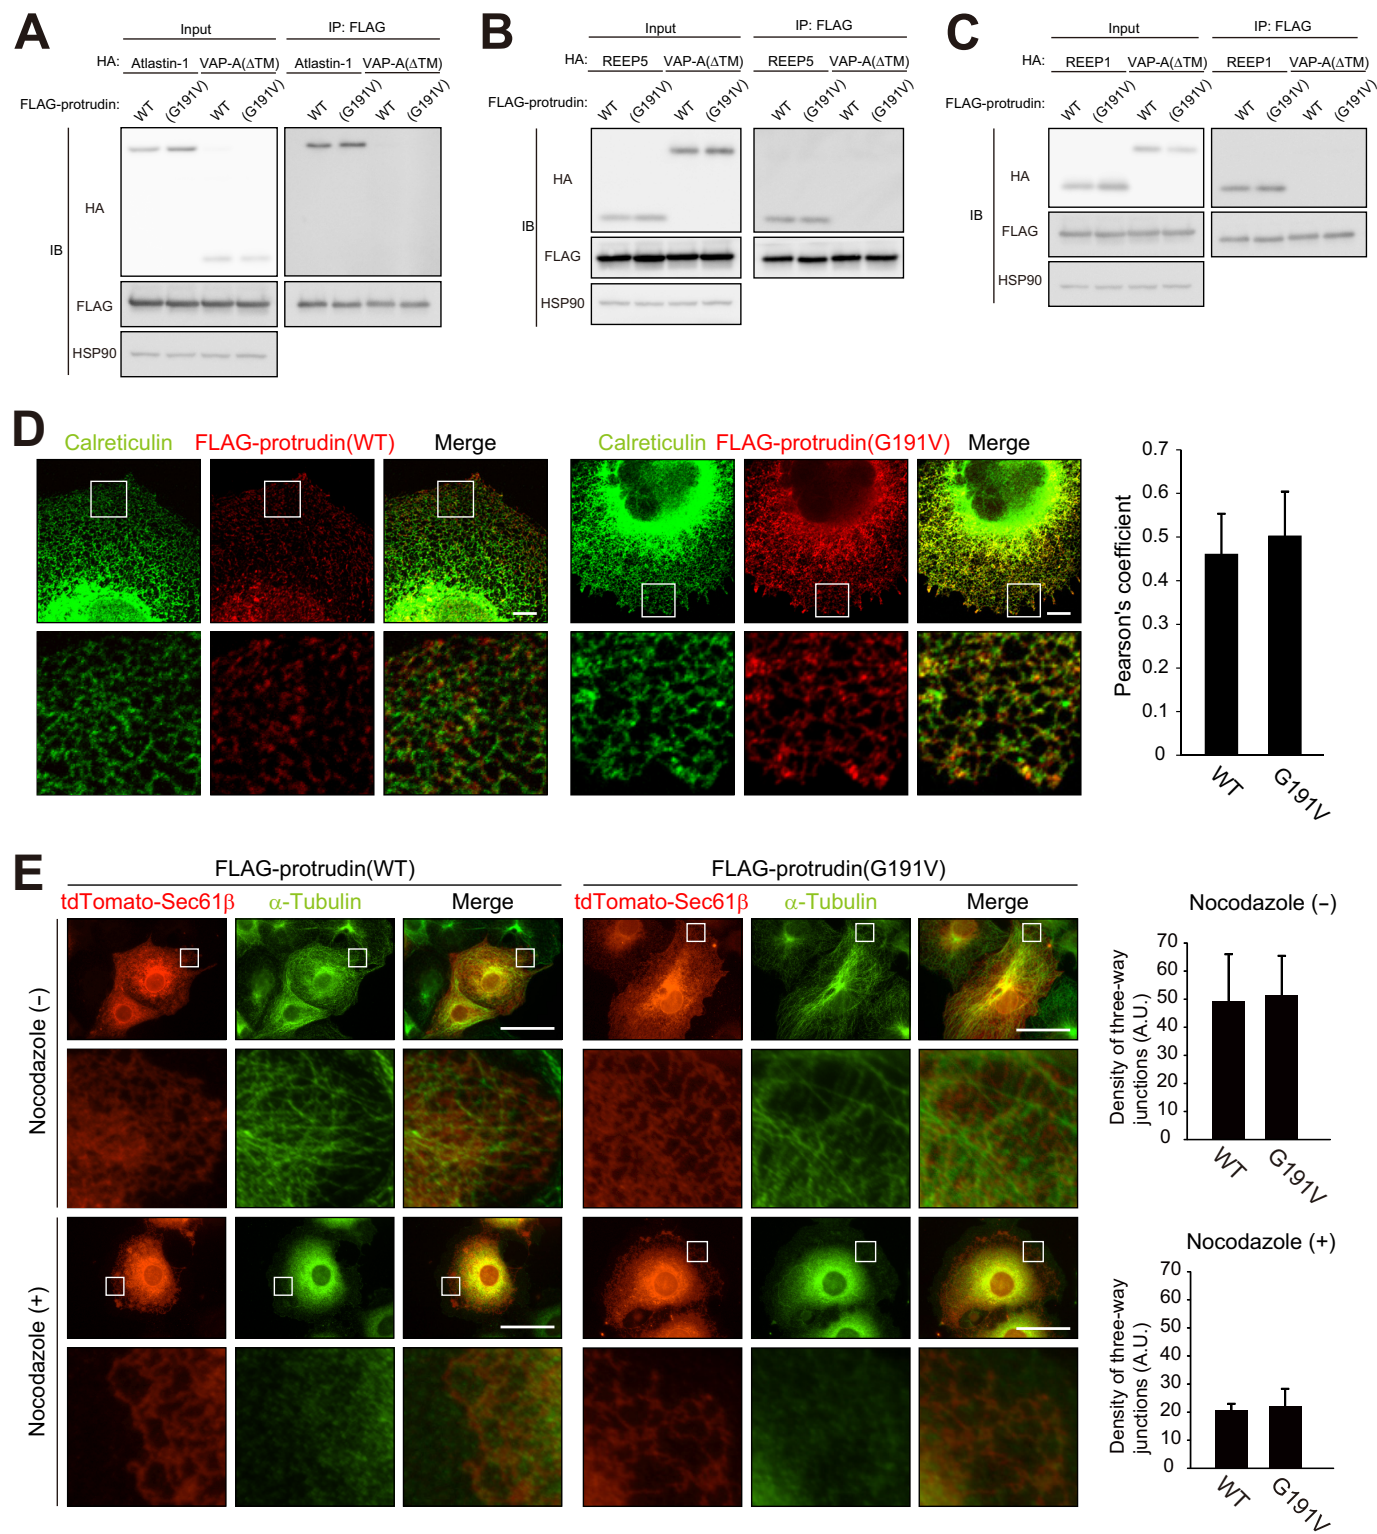 A
Input
IP: FLAG
HA:
Atlastin-1
VAP-A(ΔTM)
Atlastin-1
VAP-A(ΔTM)
FLAG-protrudin:
WT
(G191V)
WT
(G191V)
WT
(G191V)
WT
(G191V)
IB
HA
FLAG
HSP90
B
Input
IP: FLAG
HA:
REEP5
VAP-A(ΔTM)
REEP5
VAP-A(ΔTM)
FLAG-protrudin:
WT
(G191V)
WT
(G191V)
WT
(G191V)
WT
(G191V)
IB
HA
FLAG
HSP90
C
Input
IP: FLAG
HA:
REEP1
VAP-A(ΔTM)
REEP1
VAP-A(ΔTM)
FLAG-protrudin:
WT
(G191V)
WT
(G191V)
WT
(G191V)
WT
(G191V)
IB
HA
FLAG
HSP90
D
Calreticulin
FLAG-protrudin(WT)
Merge
Calreticulin
FLAG-protrudin(G191V)
Merge
Pearson's coefficient
0.7
0.6
0.5
0.4
0.3
0.2
0.1
0
WT
G191V
E
FLAG-protrudin(WT)
FLAG-protrudin(G191V)
tdTomato-Sec61β
α-Tubulin
Merge
tdTomato-Sec61β
α-Tubulin
Merge
Nocodazole (−)
Nocodazole (+)
Nocodazole (−)
Density of three-way
junctions (A.U.)
70
60
50
40
30
20
10
0
WT
G191V
Nocodazole (+)
Density of three-way
junctions (A.U.)
70
60
50
40
30
20
10
0
WT
G191V